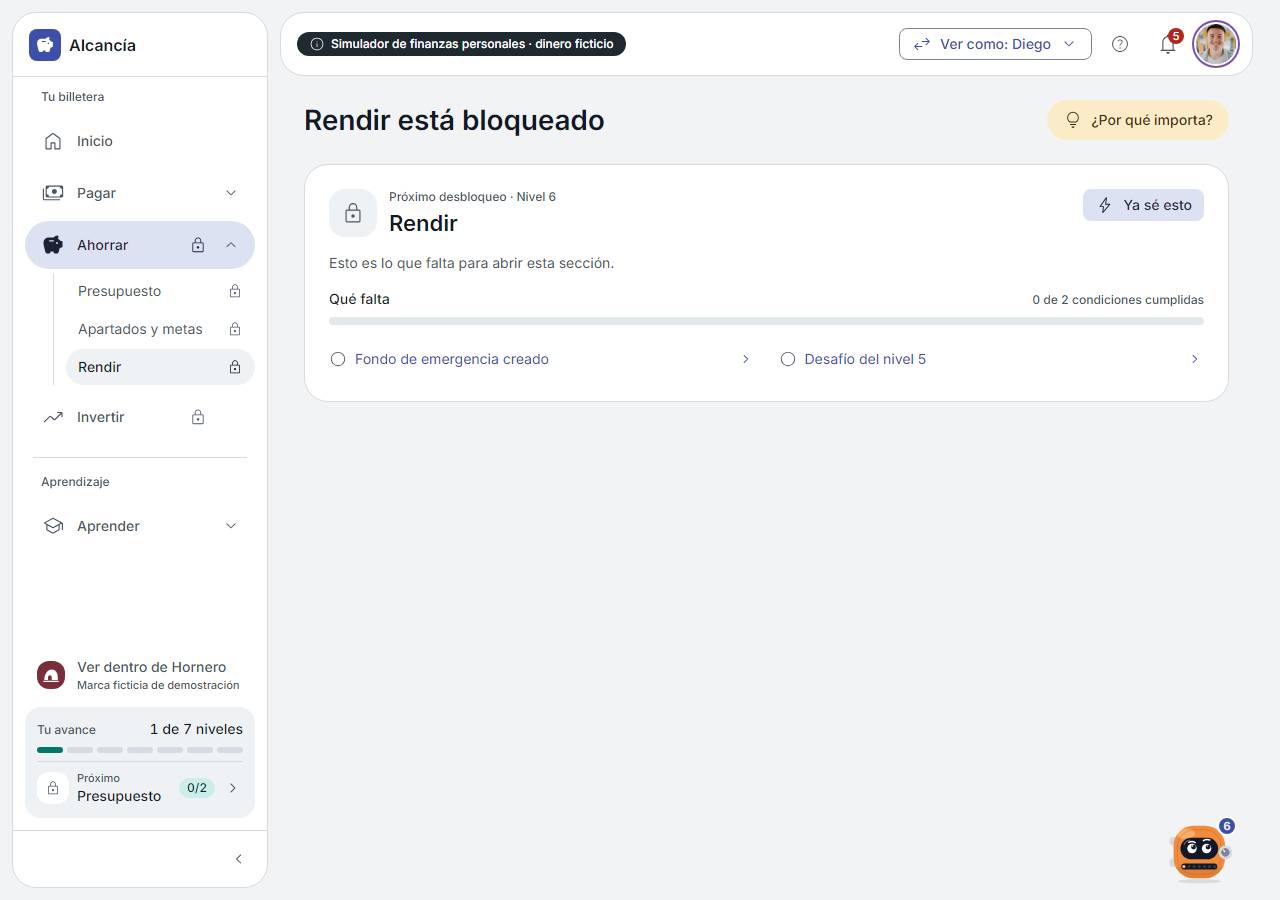 Alcancía
Tu billetera
Inicio
Pagar
Ahorrar
Presupuesto
Apartados y metas
Rendir
Invertir
Aprendizaje
Aprender
Ver dentro de Hornero
Marca ficticia de demostración
Tu avance 1 de 7 niveles
Próximo
Presupuesto 0/2
Simulador de finanzas personales · dinero ficticio
Ver como: Diego
5
Rendir está bloqueado
¿Por qué importa?
Próximo desbloqueo · Nivel 6
Rendir
Ya sé esto
Esto es lo que falta para abrir esta sección.
Qué falta 0 de 2 condiciones cumplidas
Fondo de emergencia creado
Desafío del nivel 5
6